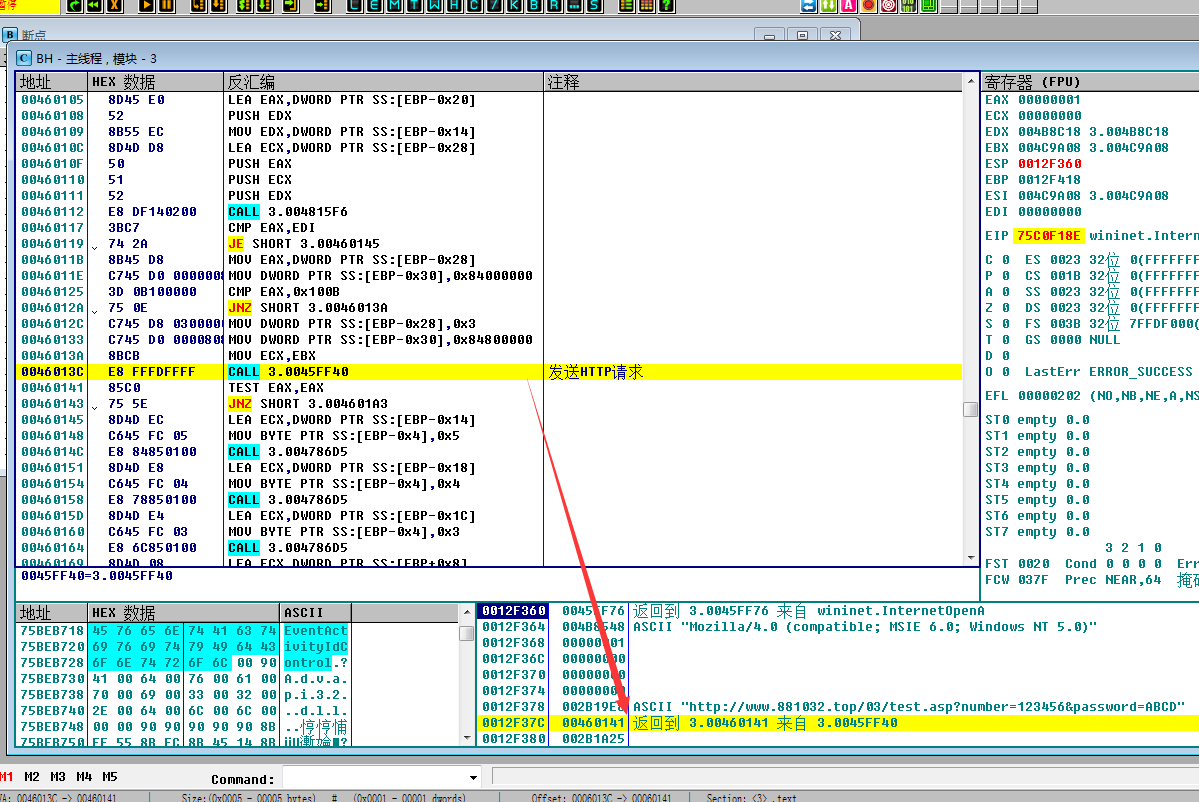 暂停
L E M T W H C / K B R ... S
断点
BH - 主线程 , 模块 - 3
地址 HEX 数据 反汇编 注释
00460105 8D45 E0 LEA EAX,DWORD PTR SS:[EBP-0x20]
00460108 52 PUSH EDX
00460109 8B55 EC MOV EDX,DWORD PTR SS:[EBP-0x14]
0046010C 8D4D D8 LEA ECX,DWORD PTR SS:[EBP-0x28]
0046010F 50 PUSH EAX
00460110 51 PUSH ECX
00460111 52 PUSH EDX
00460112 E8 DF140200 CALL 3.004815F6
00460117 3BC7 CMP EAX,EDI
00460119 74 2A JE SHORT 3.00460145
0046011B 8B45 D8 MOV EAX,DWORD PTR SS:[EBP-0x28]
0046011E C745 D0 0000008 MOV DWORD PTR SS:[EBP-0x30],0x84000000
00460125 3D 0B100000 CMP EAX,0x100B
0046012A 75 0E JNZ SHORT 3.0046013A
0046012C C745 D8 030000 MOV DWORD PTR SS:[EBP-0x28],0x3
00460133 C745 D0 0000808 MOV DWORD PTR SS:[EBP-0x30],0x84800000
0046013A 8BCB MOV ECX,EBX
0046013C E8 FFFDFFFF CALL 3.0045FF40 发送HTTP请求
00460141 85C0 TEST EAX,EAX
00460143 75 5E JNZ SHORT 3.004601A3
00460145 8D4D EC LEA ECX,DWORD PTR SS:[EBP-0x14]
00460148 C645 FC 05 MOV BYTE PTR SS:[EBP-0x4],0x5
0046014C E8 84850100 CALL 3.004786D5
00460151 8D4D E8 LEA ECX,DWORD PTR SS:[EBP-0x18]
00460154 C645 FC 04 MOV BYTE PTR SS:[EBP-0x4],0x4
00460158 E8 78850100 CALL 3.004786D5
0046015D 8D4D E4 LEA ECX,DWORD PTR SS:[EBP-0x1C]
00460160 C645 FC 03 MOV BYTE PTR SS:[EBP-0x4],0x3
00460164 E8 6C850100 CALL 3.004786D5
00460169 8D4D 08 LEA ECX,DWORD PTR SS:[EBP+0x8]
0045FF40=3.0045FF40
寄存器 (FPU)
EAX 00000001
ECX 00000000
EDX 004B8C18 3.004B8C18
EBX 004C9A08 3.004C9A08
ESP 0012F360
EBP 0012F418
ESI 004C9A08 3.004C9A08
EDI 00000000
EIP 75C0F18E wininet.Intern
C 0 ES 0023 32位 0(FFFFFFF
P 0 CS 001B 32位 0(FFFFFFF
A 0 SS 0023 32位 0(FFFFFFF
Z 0 DS 0023 32位 0(FFFFFFF
S 0 FS 003B 32位 7FFDF000(
T 0 GS 0000 NULL
D 0
O 0 LastErr ERROR_SUCCESS
EFL 00000202 (NO,NB,NE,A,NS
ST0 empty 0.0
ST1 empty 0.0
ST2 empty 0.0
ST3 empty 0.0
ST4 empty 0.0
ST5 empty 0.0
ST6 empty 0.0
ST7 empty 0.0
3 2 1 0
FST 0020 Cond 0 0 0 0 Err
FCW 037F Prec NEAR,64 掩码
地址 HEX 数据 ASCII
75BEB718 45 76 65 6E 74 41 63 74 EventAct
75BEB720 69 76 69 74 79 49 64 43 ivityIdC
75BEB728 6F 6E 74 72 6F 6C 00 90 ontrol.?
75BEB730 41 00 64 00 76 00 61 00 A.d.v.a.
75BEB738 70 00 69 00 33 00 32 00 p.i.3.2.
75BEB740 2E 00 64 00 6C 00 6C 00 ..d.l.l.
75BEB748 00 00 90 90 90 90 90 8B
75BEB750 FF 55 8B EC 8B 45 14 8B
0012F360 0045FF76 返回到 3.0045FF76 来自 wininet.InternetOpenA
0012F364 004B8548 ASCII "Mozilla/4.0 (compatible; MSIE 6.0; Windows NT 5.0)"
0012F368 00000001
0012F36C 00000000
0012F370 00000000
0012F374 00000000
0012F378 002B19E8 ASCII "http://www.881032.top/03/test.asp?number=123456&password=ABCD"
0012F37C 00460141 返回到 3.00460141 来自 3.0045FF40
0012F380 002B1A25
M1 M2 M3 M4 M5 Command:
VA: 0046013C -> 00460141 Size:(0x0005 - 00005 bytes) # (0x0001 - 00001 dwords) Offset: 0006013C -> 00060141 Section: <3> .text